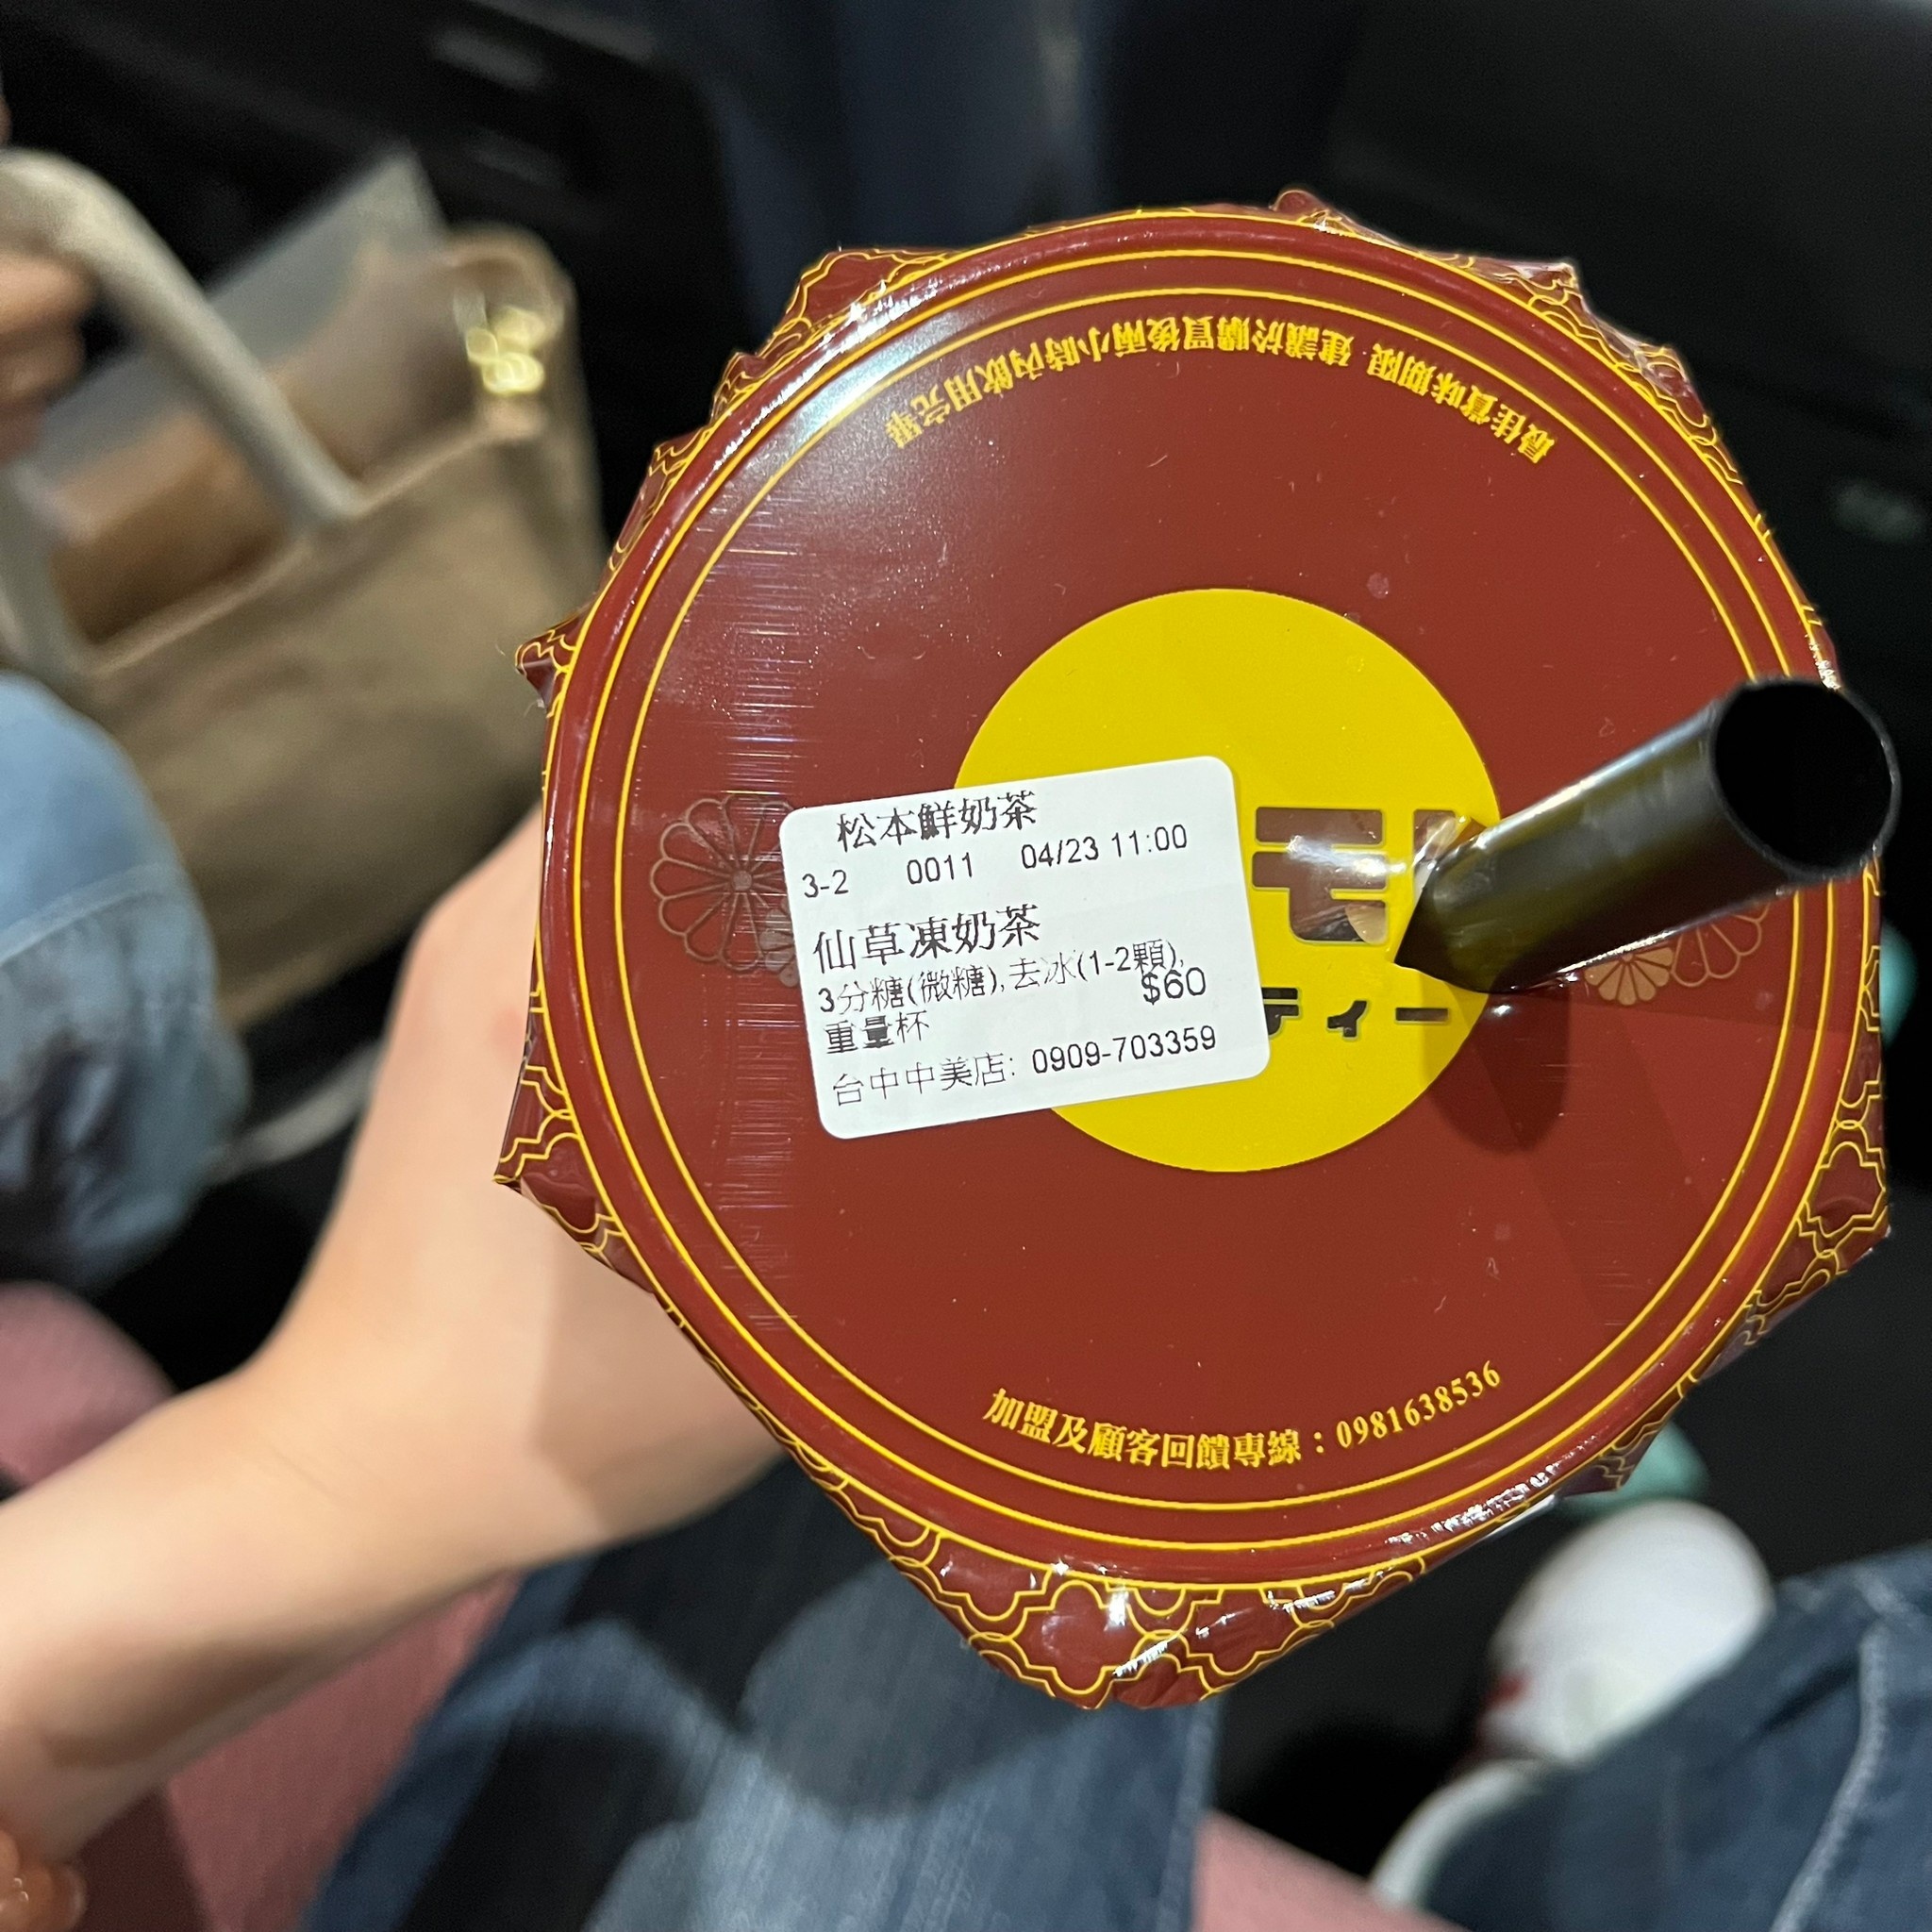 最佳賞味期限 建議於購買後兩小時內飲用完畢
松本鮮奶茶
3-2 0011 04/23 11:00
仙草凍奶茶
3分糖(微糖),去冰(1-2顆),
$60
重量杯
台中中美店: 0909-703359
モ
ティー
加盟及顧客回饋專線：0981638536